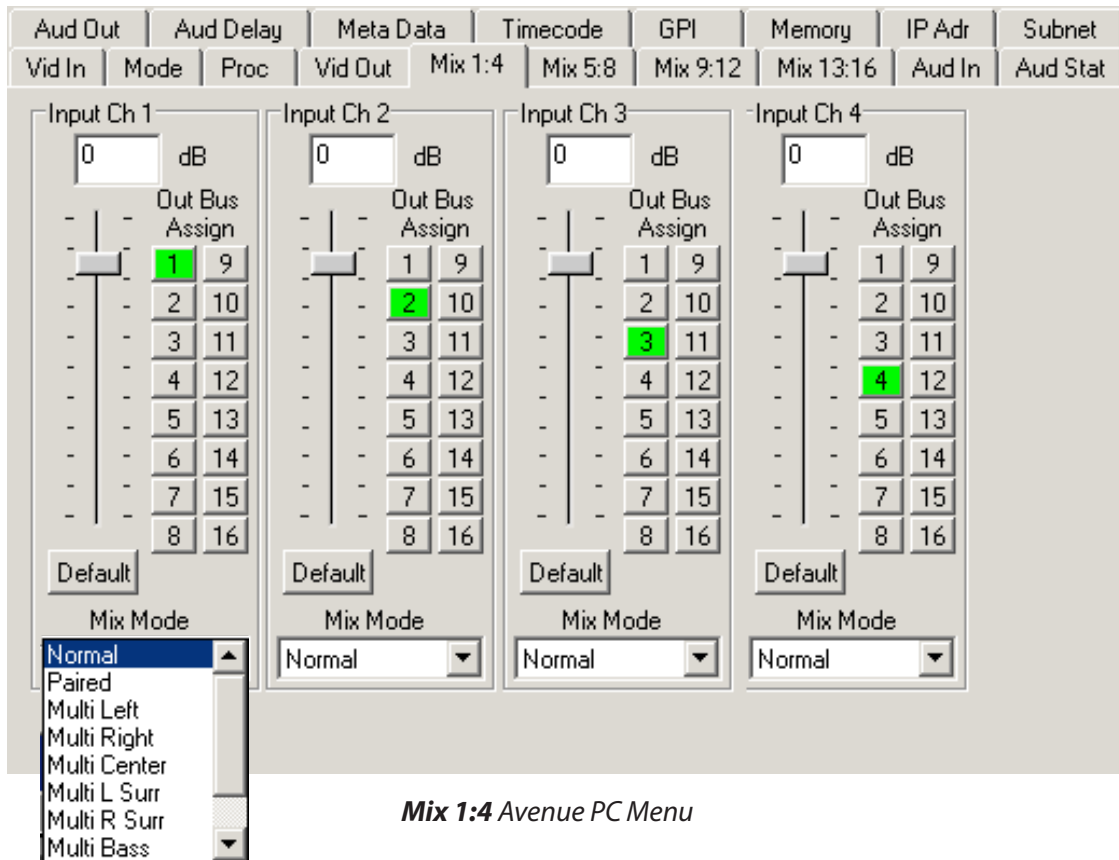 Aud Out Aud Delay Meta Data Timecode GPI Memory IP Adr Subnet
Vid In Mode Proc Vid Out Mix 1:4 Mix 5:8 Mix 9:12 Mix 13:16 Aud In Aud Stat
Input Ch 1
0 dB
Out Bus
Assign
1 9
2 10
3 11
4 12
5 13
6 14
7 15
8 16
Default
Mix Mode
Normal
Paired
Multi Left
Multi Right
Multi Center
Multi L Surr
Multi R Surr
Multi Bass
Input Ch 2
0 dB
Out Bus
Assign
1 9
2 10
3 11
4 12
5 13
6 14
7 15
8 16
Default
Mix Mode
Normal
Input Ch 3
0 dB
Out Bus
Assign
1 9
2 10
3 11
4 12
5 13
6 14
7 15
8 16
Default
Mix Mode
Normal
Input Ch 4
0 dB
Out Bus
Assign
1 9
2 10
3 11
4 12
5 13
6 14
7 15
8 16
Default
Mix Mode
Normal
Mix 1:4 Avenue PC Menu